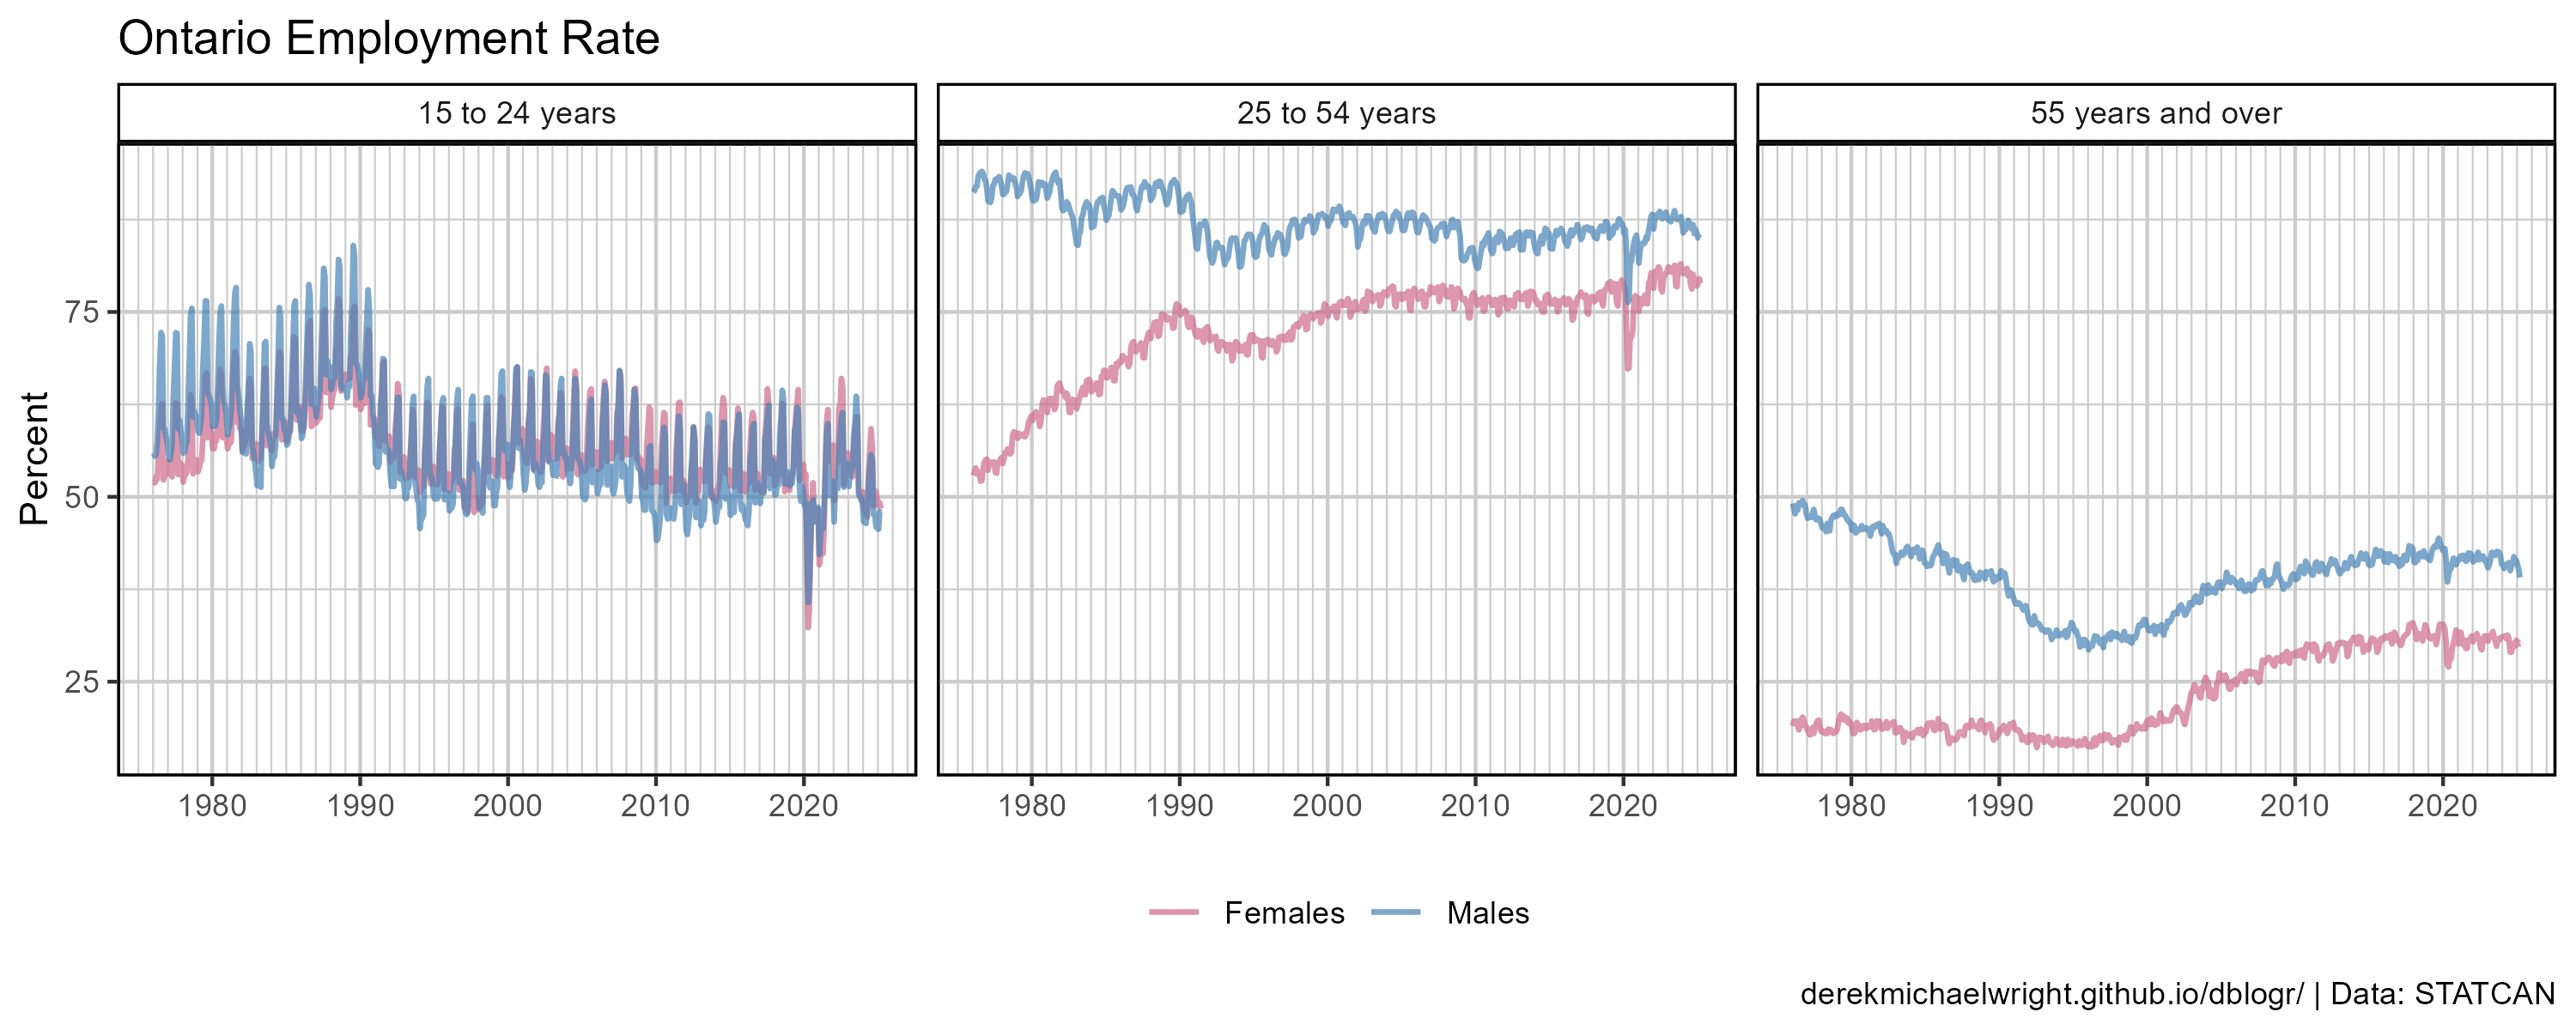 Ontario Employment Rate
15 to 24 years
25 to 54 years
55 years and over
Percent
75
50
25
1980 1990 2000 2010 2020
1980 1990 2000 2010 2020
1980 1990 2000 2010 2020
Females Males
derekmichaelwright.github.io/dblogr/ | Data: STATCAN